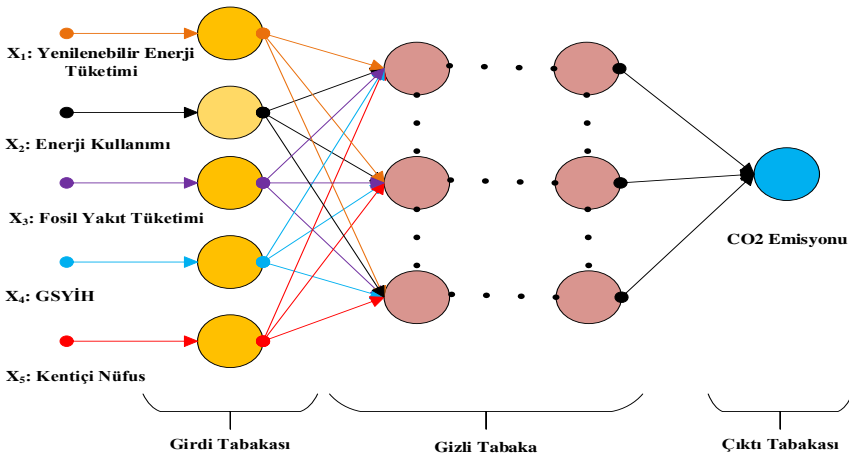 X1: Yenilenebilir Enerji
Tüketimi
X2: Enerji Kullanımı
X3: Fosil Yakıt Tüketimi
X4: GSYİH
X5: Kentiçi Nüfus
CO2 Emisyonu
Girdi Tabakası
Gizli Tabaka
Çıktı Tabakası